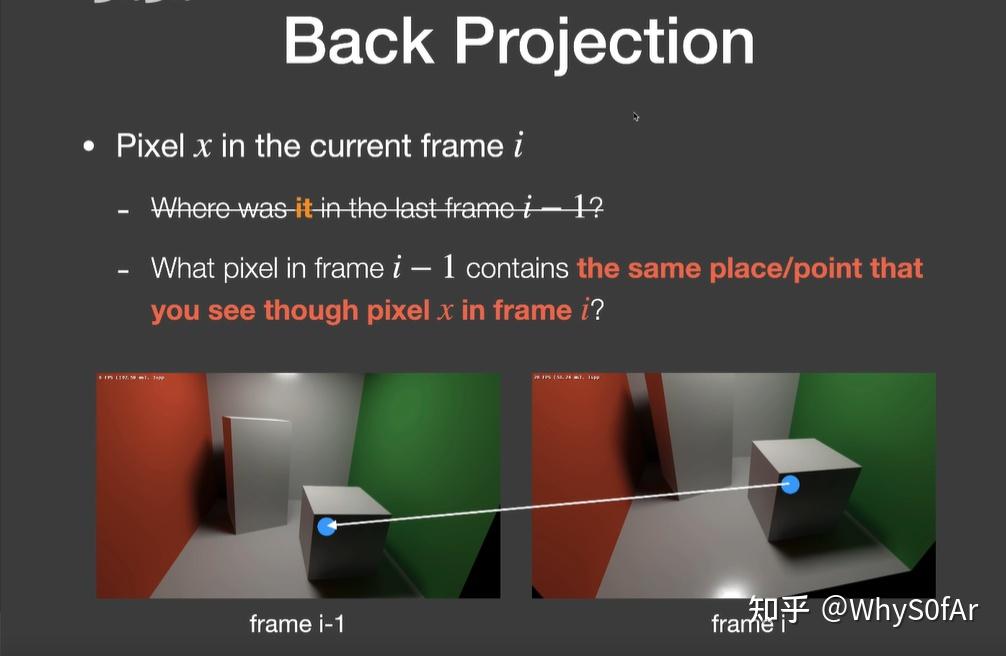 Back Projection
• Pixel x in the current frame i
- Where was it in the last frame i − 1?
- What pixel in frame i − 1 contains the same place/point that
you see though pixel x in frame i?
frame i-1
frame i
知乎 @WhyS0fAr